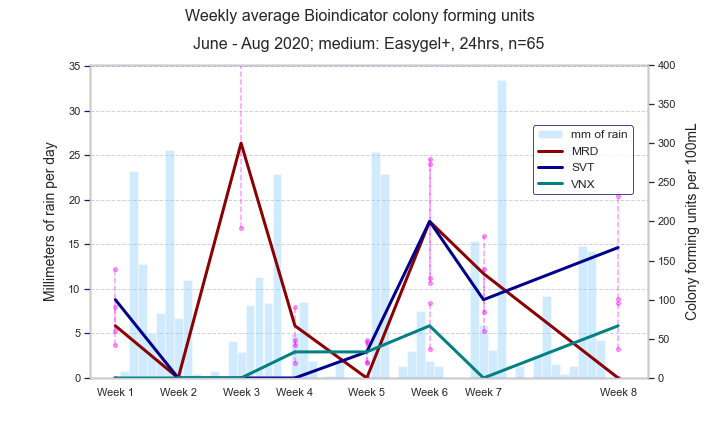 Weekly average Bioindicator colony forming units
June - Aug 2020; medium: Easygel+, 24hrs, n=65
Millimeters of rain per day
35
30
25
20
15
10
5
0
400
350
300
250
200
150
100
50
0
Colony forming units per 100mL
mm of rain
MRD
SVT
VNX
Week 1 Week 2 Week 3 Week 4 Week 5 Week 6 Week 7 Week 8